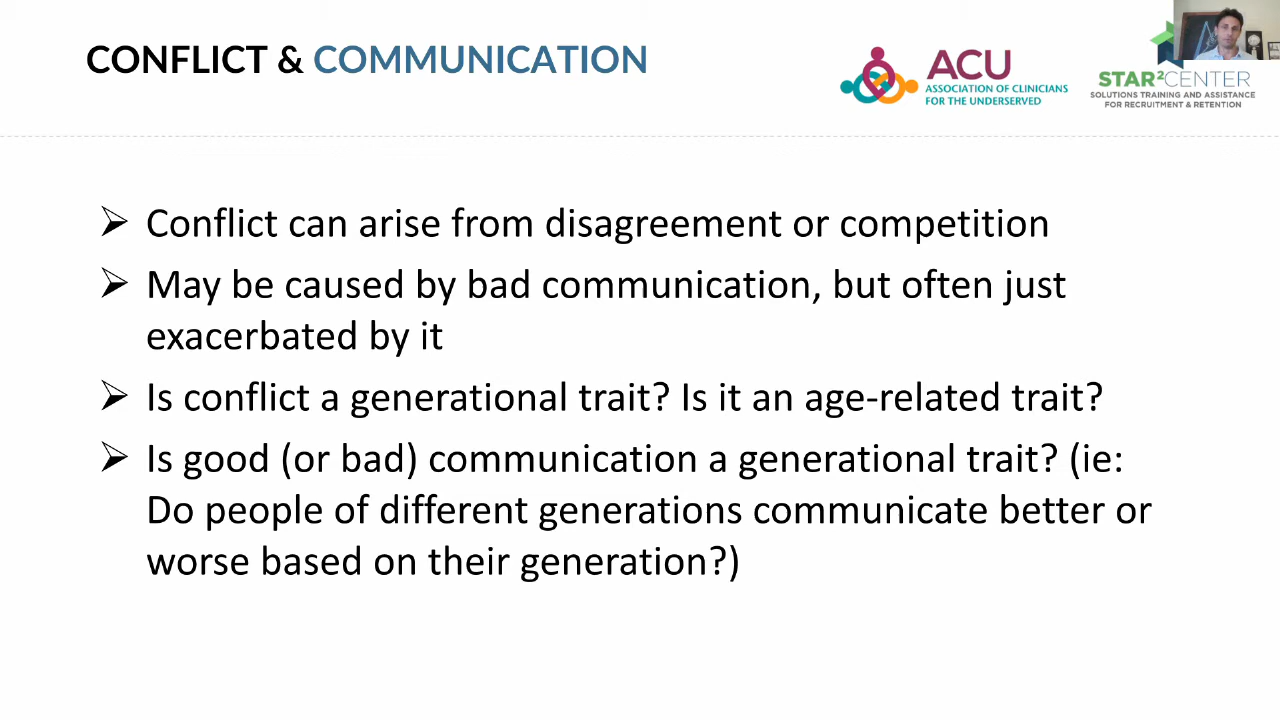 CONFLICT & COMMUNICATION
ACU
ASSOCIATION OF CLINICIANS
FOR THE UNDERSERVED
STAR²CENTER
SOLUTIONS TRAINING AND ASSISTANCE
FOR RECRUITMENT & RETENTION
➢ Conflict can arise from disagreement or competition
➢ May be caused by bad communication, but often just
exacerbated by it
➢ Is conflict a generational trait? Is it an age-related trait?
➢ Is good (or bad) communication a generational trait? (ie:
Do people of different generations communicate better or
worse based on their generation?)